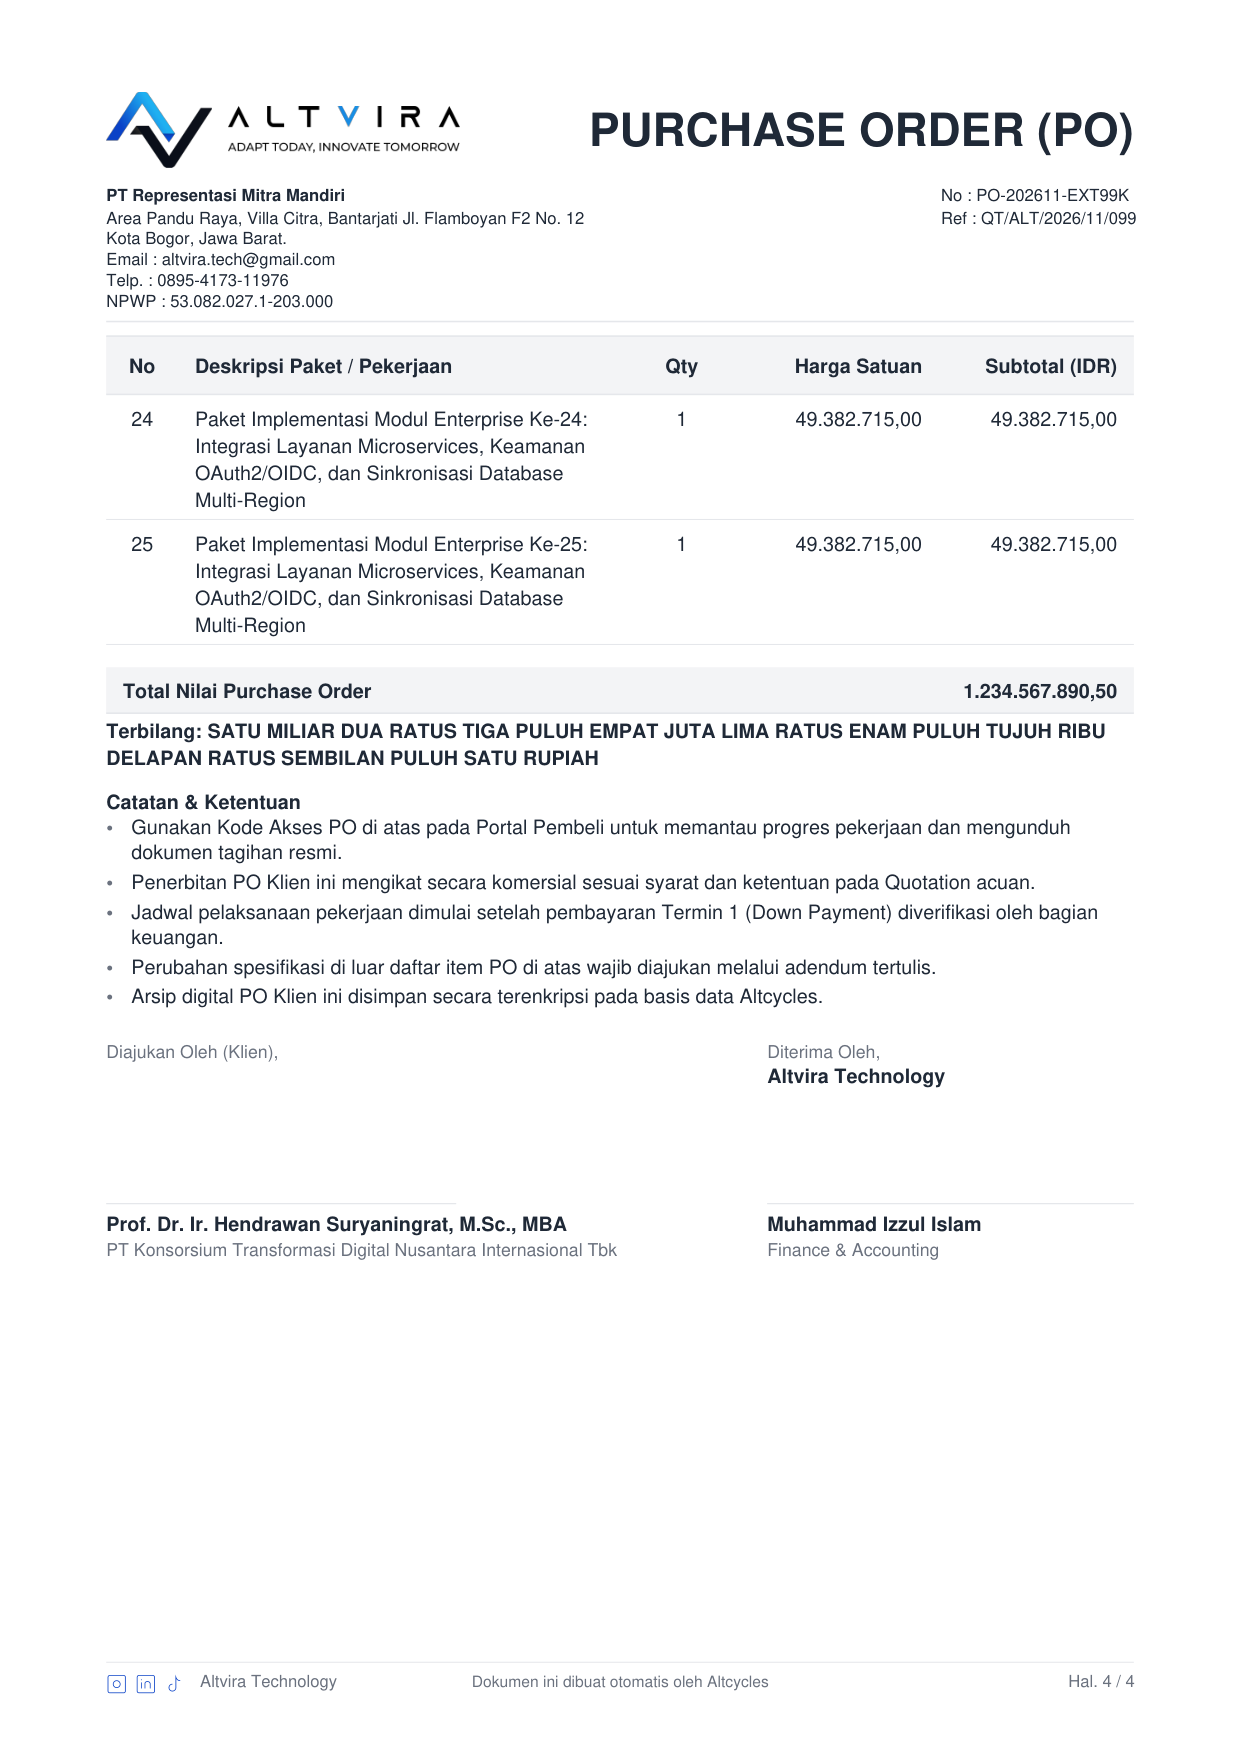 ALTVIRA
ADAPT TODAY, INNOVATE TOMORROW
PURCHASE ORDER (PO)
PT Representasi Mitra Mandiri
Area Pandu Raya, Villa Citra, Bantarjati Jl. Flamboyan F2 No. 12
Kota Bogor, Jawa Barat.
Email : altvira.tech@gmail.com
Telp. : 0895-4173-11976
NPWP : 53.082.027.1-203.000
No : PO-202611-EXT99K
Ref : QT/ALT/2026/11/099
No Deskripsi Paket / Pekerjaan Qty Harga Satuan Subtotal (IDR)
24 Paket Implementasi Modul Enterprise Ke-24: 1 49.382.715,00 49.382.715,00
Integrasi Layanan Microservices, Keamanan
OAuth2/OIDC, dan Sinkronisasi Database
Multi-Region
25 Paket Implementasi Modul Enterprise Ke-25: 1 49.382.715,00 49.382.715,00
Integrasi Layanan Microservices, Keamanan
OAuth2/OIDC, dan Sinkronisasi Database
Multi-Region
Total Nilai Purchase Order 1.234.567.890,50
Terbilang: SATU MILIAR DUA RATUS TIGA PULUH EMPAT JUTA LIMA RATUS ENAM PULUH TUJUH RIBU
DELAPAN RATUS SEMBILAN PULUH SATU RUPIAH
Catatan & Ketentuan
• Gunakan Kode Akses PO di atas pada Portal Pembeli untuk memantau progres pekerjaan dan mengunduh
dokumen tagihan resmi.
• Penerbitan PO Klien ini mengikat secara komersial sesuai syarat dan ketentuan pada Quotation acuan.
• Jadwal pelaksanaan pekerjaan dimulai setelah pembayaran Termin 1 (Down Payment) diverifikasi oleh bagian
keuangan.
• Perubahan spesifikasi di luar daftar item PO di atas wajib diajukan melalui adendum tertulis.
• Arsip digital PO Klien ini disimpan secara terenkripsi pada basis data Altcycles.
Diajukan Oleh (Klien),
Prof. Dr. Ir. Hendrawan Suryaningrat, M.Sc., MBA
PT Konsorsium Transformasi Digital Nusantara Internasional Tbk
Diterima Oleh,
Altvira Technology
Muhammad Izzul Islam
Finance & Accounting
Altvira Technology Dokumen ini dibuat otomatis oleh Altcycles Hal. 4 / 4